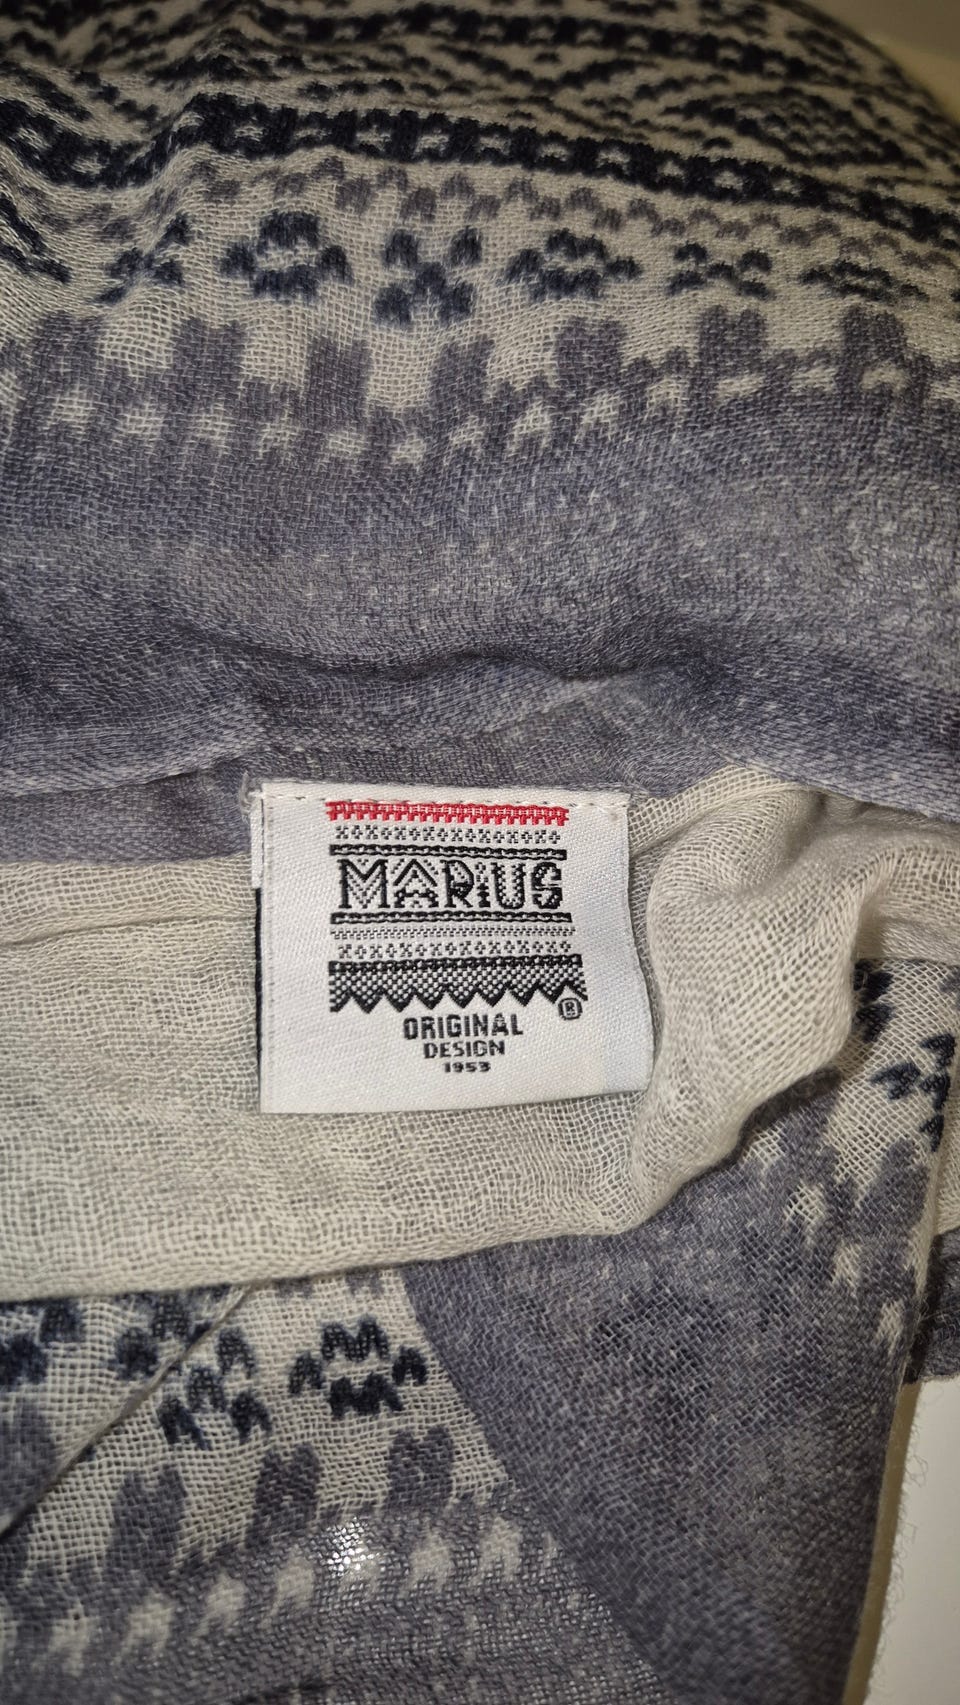 MARiUS
®
ORIGINAL
DESIGN
1953